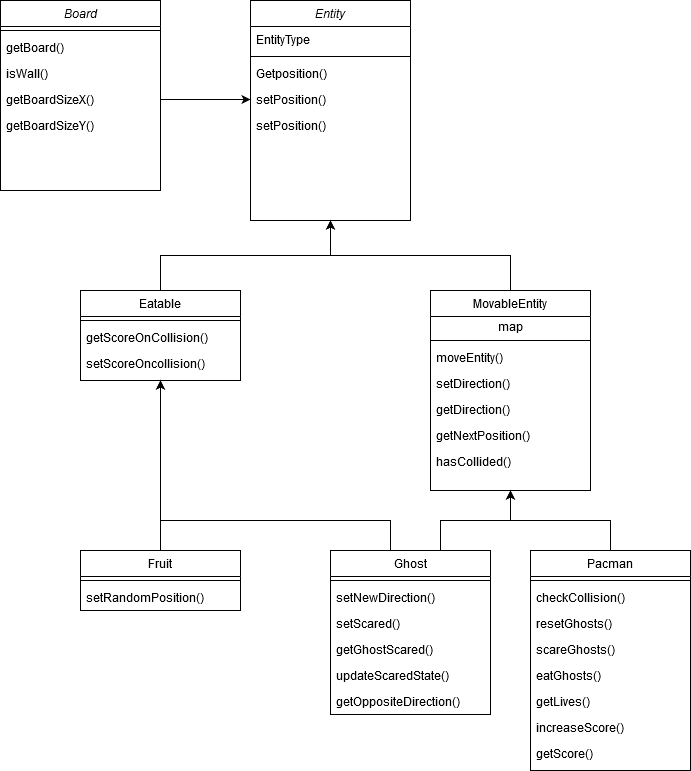 Board
getBoard()
isWall()
getBoardSizeX()
getBoardSizeY()
Entity
EntityType
Getposition()
setPosition()
setPosition()
Eatable
getScoreOnCollision()
setScoreOncollision()
MovableEntity
map
moveEntity()
setDirection()
getDirection()
getNextPosition()
hasCollided()
Fruit
setRandomPosition()
Ghost
setNewDirection()
setScared()
getGhostScared()
updateScaredState()
getOppositeDirection()
Pacman
checkCollision()
resetGhosts()
scareGhosts()
eatGhosts()
getLives()
increaseScore()
getScore()